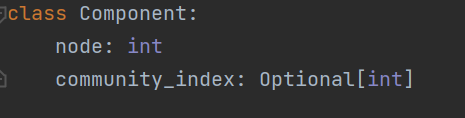 class Component:
    node: int
    community_index: Optional[int]